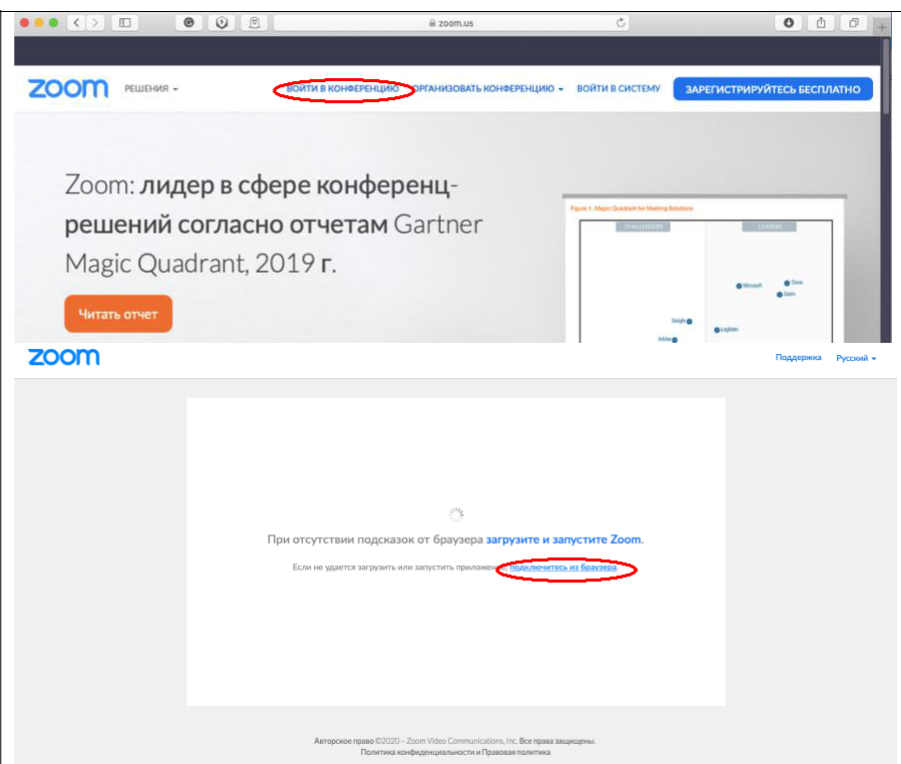 zoom.us
zoom РЕШЕНИЯ ВОЙТИ В КОНФЕРЕНЦИЮ ОРГАНИЗОВАТЬ КОНФЕРЕНЦИЮ ВОЙТИ В СИСТЕМУ ЗАРЕГИСТРИРУЙТЕСЬ БЕСПЛАТНО
Zoom: лидер в сфере конференц-
решений согласно отчетам Gartner
Magic Quadrant, 2019 г.
Читать отчет
Figure 1. Magic Quadrant for Meeting Solutions
CHALLENGERS LEADERS
Microsoft Cisco
Zoom
Google
LogMeIn
Adobe
zoom Поддержка Русский
При отсутствии подсказок от браузера загрузите и запустите Zoom.
Если не удается загрузить или запустить приложение, подключитесь из браузера.
Авторское право ©2020 - Zoom Video Communications, Inc. Все права защищены.
Политика конфиденциальности и Правовая политика